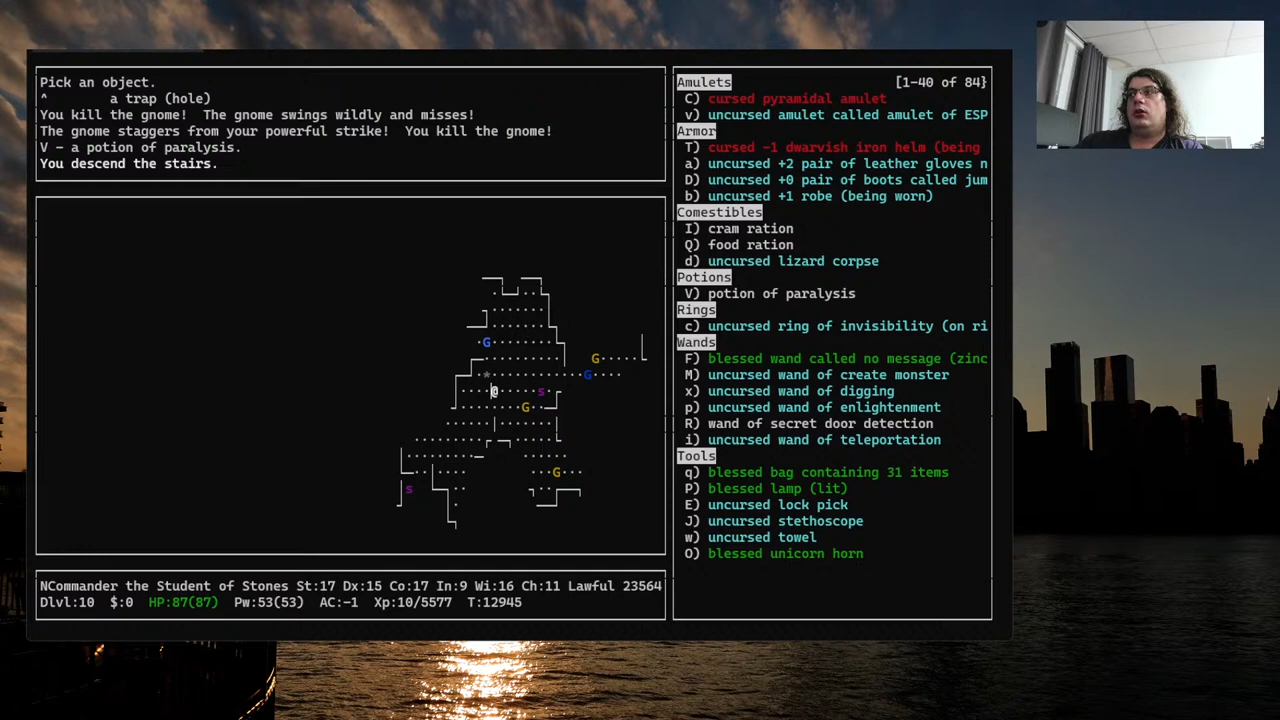 Pick an object.
^ a trap (hole)
You kill the gnome! The gnome swings wildly and misses!
The gnome staggers from your powerful strike! You kill the gnome!
V - a potion of paralysis.
You descend the stairs.
Amulets [1-40 of 84}
C) cursed pyramidal amulet
v) uncursed amulet called amulet of ESP
Armor
T) cursed -1 dwarvish iron helm (being
a) uncursed +2 pair of leather gloves n
D) uncursed +0 pair of boots called jum
b) uncursed +1 robe (being worn)
Comestibles
I) cram ration
Q) food ration
d) uncursed lizard corpse
Potions
V) potion of paralysis
Rings
c) uncursed ring of invisibility (on ri
Wands
F) blessed wand called no message (zinc
M) uncursed wand of create monster
x) uncursed wand of digging
p) uncursed wand of enlightenment
R) wand of secret door detection
i) uncursed wand of teleportation
Tools
q) blessed bag containing 31 items
P) blessed lamp (lit)
E) uncursed lock pick
J) uncursed stethoscope
w) uncursed towel
O) blessed unicorn horn
NCommander the Student of Stones St:17 Dx:15 Co:17 In:9 Wi:16 Ch:11 Lawful 23564
Dlvl:10 $:0 HP:87(87) Pw:53(53) AC:-1 Xp:10/5577 T:12945